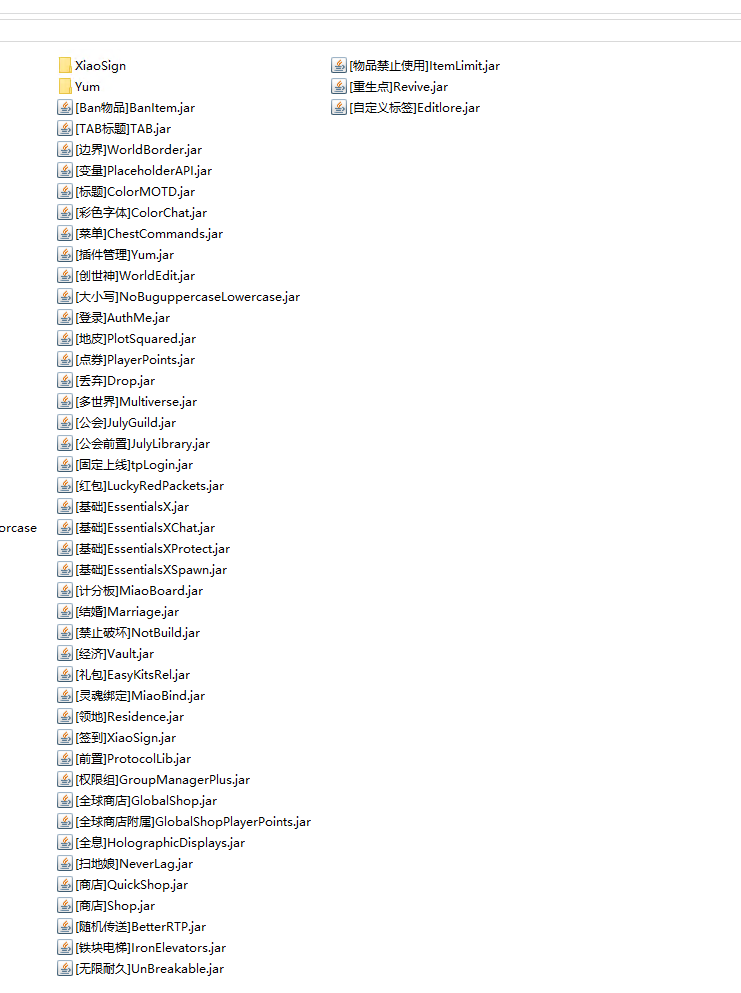 XiaoSign
Yum
[Ban物品]BanItem.jar
[TAB标题]TAB.jar
[边界]WorldBorder.jar
[变量]PlaceholderAPI.jar
[标题]ColorMOTD.jar
[彩色字体]ColorChat.jar
[菜单]ChestCommands.jar
[插件管理]Yum.jar
[创世神]WorldEdit.jar
[大小写]NoBuguppercaseLowercase.jar
[登录]AuthMe.jar
[地皮]PlotSquared.jar
[点券]PlayerPoints.jar
[丢弃]Drop.jar
[多世界]Multiverse.jar
[公会]JulyGuild.jar
[公会前置]JulyLibrary.jar
[固定上线]tpLogin.jar
[红包]LuckyRedPackets.jar
[基础]EssentialsX.jar
orcase
[基础]EssentialsXChat.jar
[基础]EssentialsXProtect.jar
[基础]EssentialsXSpawn.jar
[计分板]MiaoBoard.jar
[结婚]Marriage.jar
[禁止破坏]NotBuild.jar
[经济]Vault.jar
[礼包]EasyKitsRel.jar
[灵魂绑定]MiaoBind.jar
[领地]Residence.jar
[签到]XiaoSign.jar
[前置]ProtocolLib.jar
[权限组]GroupManagerPlus.jar
[全球商店]GlobalShop.jar
[全球商店附属]GlobalShopPlayerPoints.jar
[全息]HolographicDisplays.jar
[扫地娘]NeverLag.jar
[商店]QuickShop.jar
[商店]Shop.jar
[随机传送]BetterRTP.jar
[铁块电梯]IronElevators.jar
[无限耐久]UnBreakable.jar
[物品禁止使用]ItemLimit.jar
[重生点]Revive.jar
[自定义标签]Editlore.jar